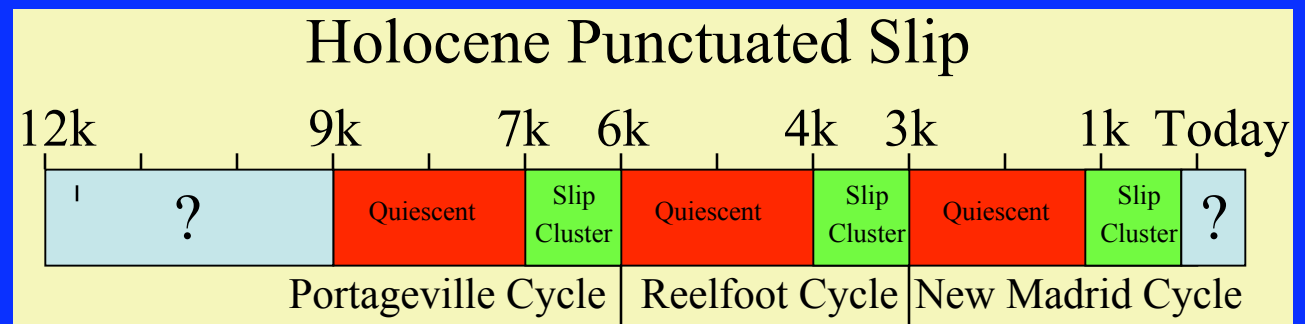 Holocene Punctuated Slip
12k 9k 7k 6k 4k 3k 1k Today
? Quiescent Slip Cluster Quiescent Slip Cluster Quiescent Slip Cluster ?
Portageville Cycle Reelfoot Cycle New Madrid Cycle